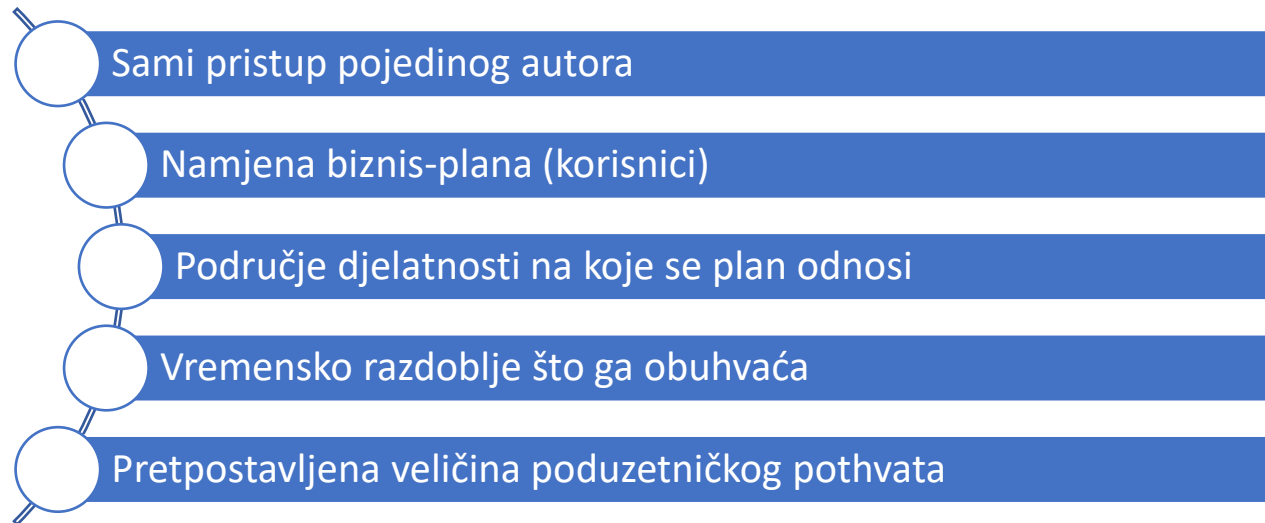 Sami pristup pojedinog autora
Namjena biznis-plana (korisnici)
Područje djelatnosti na koje se plan odnosi
Vremensko razdoblje što ga obuhvaća
Pretpostavljena veličina poduzetničkog pothvata